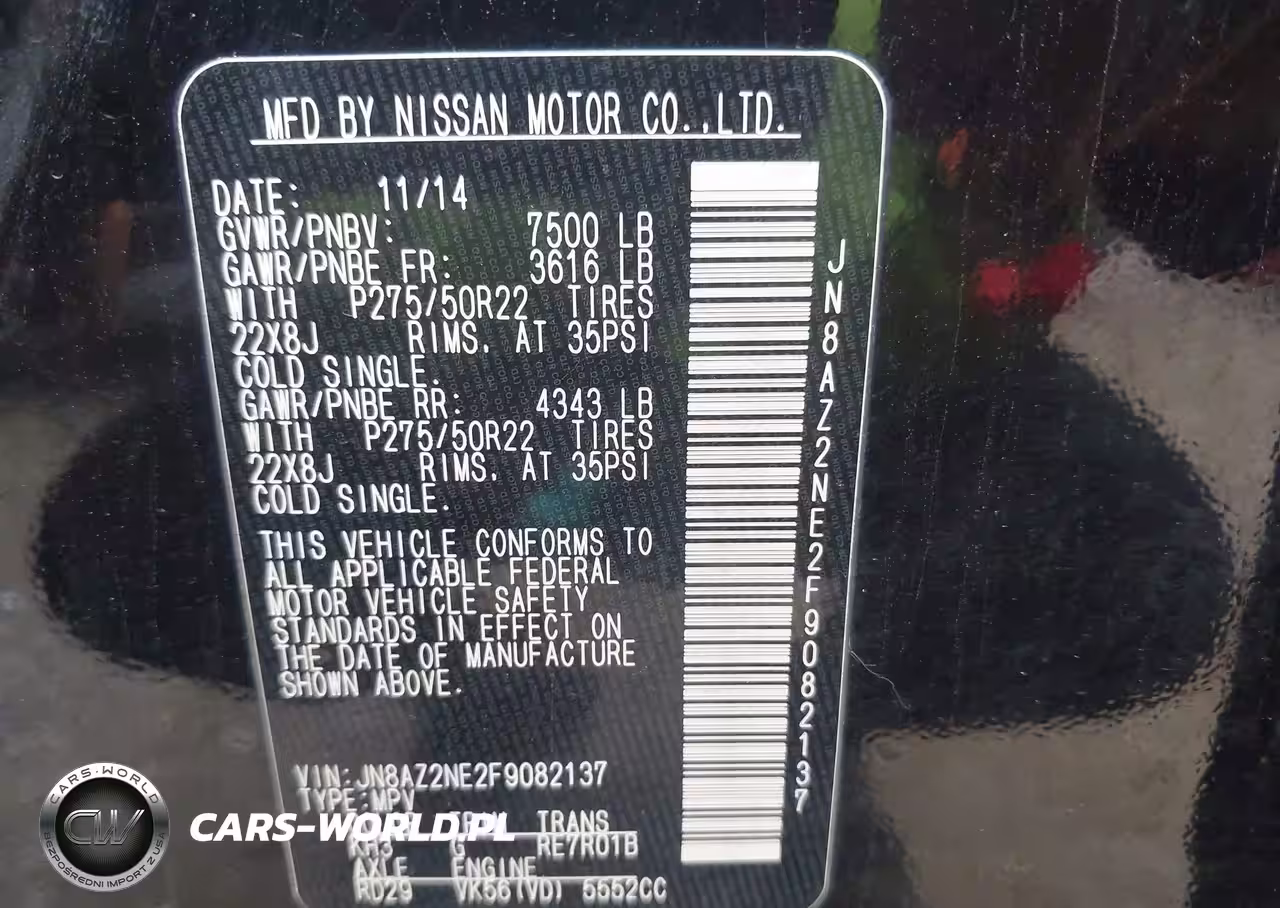 MFD BY NISSAN MOTOR CO.,LTD.
DATE: 11/14
GVWR/PNBV: 7500 LB
GAWR/PNBE FR: 3616 LB
WITH P275/50R22 TIRES
22X8J RIMS. AT 35PSI
COLD SINGLE.
GAWR/PNBE RR: 4343 LB
WITH P275/50R22 TIRES
22X8J RIMS. AT 35PSI
COLD SINGLE.
THIS VEHICLE CONFORMS TO
ALL APPLICABLE FEDERAL
MOTOR VEHICLE SAFETY
STANDARDS IN EFFECT ON
THE DATE OF MANUFACTURE
SHOWN ABOVE.
VIN:JN8AZ2NE2F9082137
TYPE:MPV
TRANS
KH3 G RE7R01B
AXLE ENGINE
RD29 VK56(VD) 5552CC
JN8AZ2NE2F9082137
CARS-WORLD
CW
BEZPOŚREDNI IMPORT Z USA
CARS-WORLD.PL